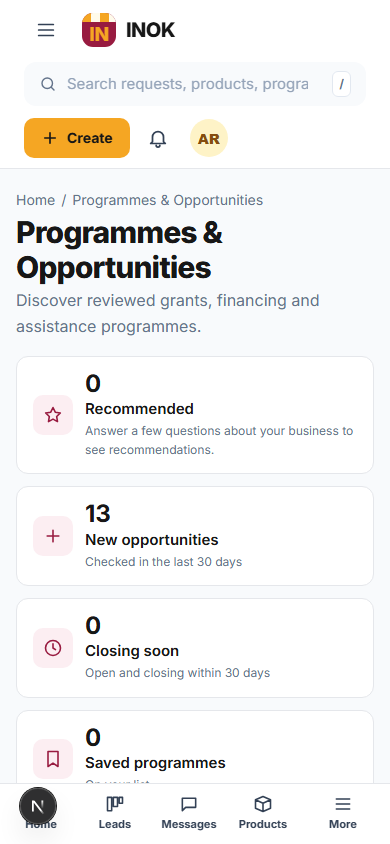 IN INOK
Search requests, products, progra /
+ Create AR
Home / Programmes & Opportunities
Programmes &
Opportunities
Discover reviewed grants, financing and
assistance programmes.
0
Recommended
Answer a few questions about your business to
see recommendations.
13
New opportunities
Checked in the last 30 days
0
Closing soon
Open and closing within 30 days
0
Saved programmes
N
Home Leads Messages Products More